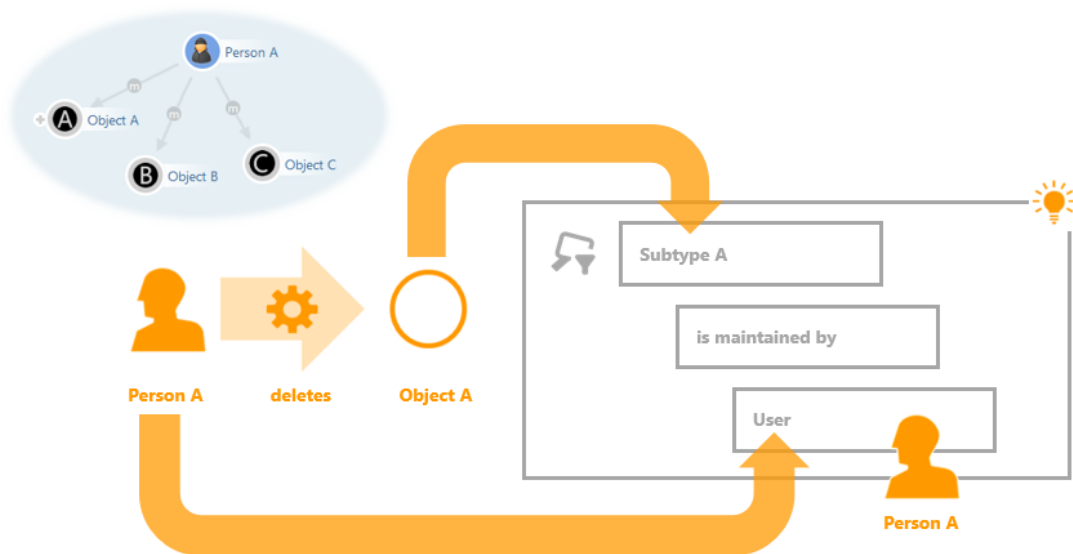 Person A
m
m
m
A
Object A
B
Object B
C
Object C
Subtype A
is maintained by
User
Person A
deletes
Object A
Person A